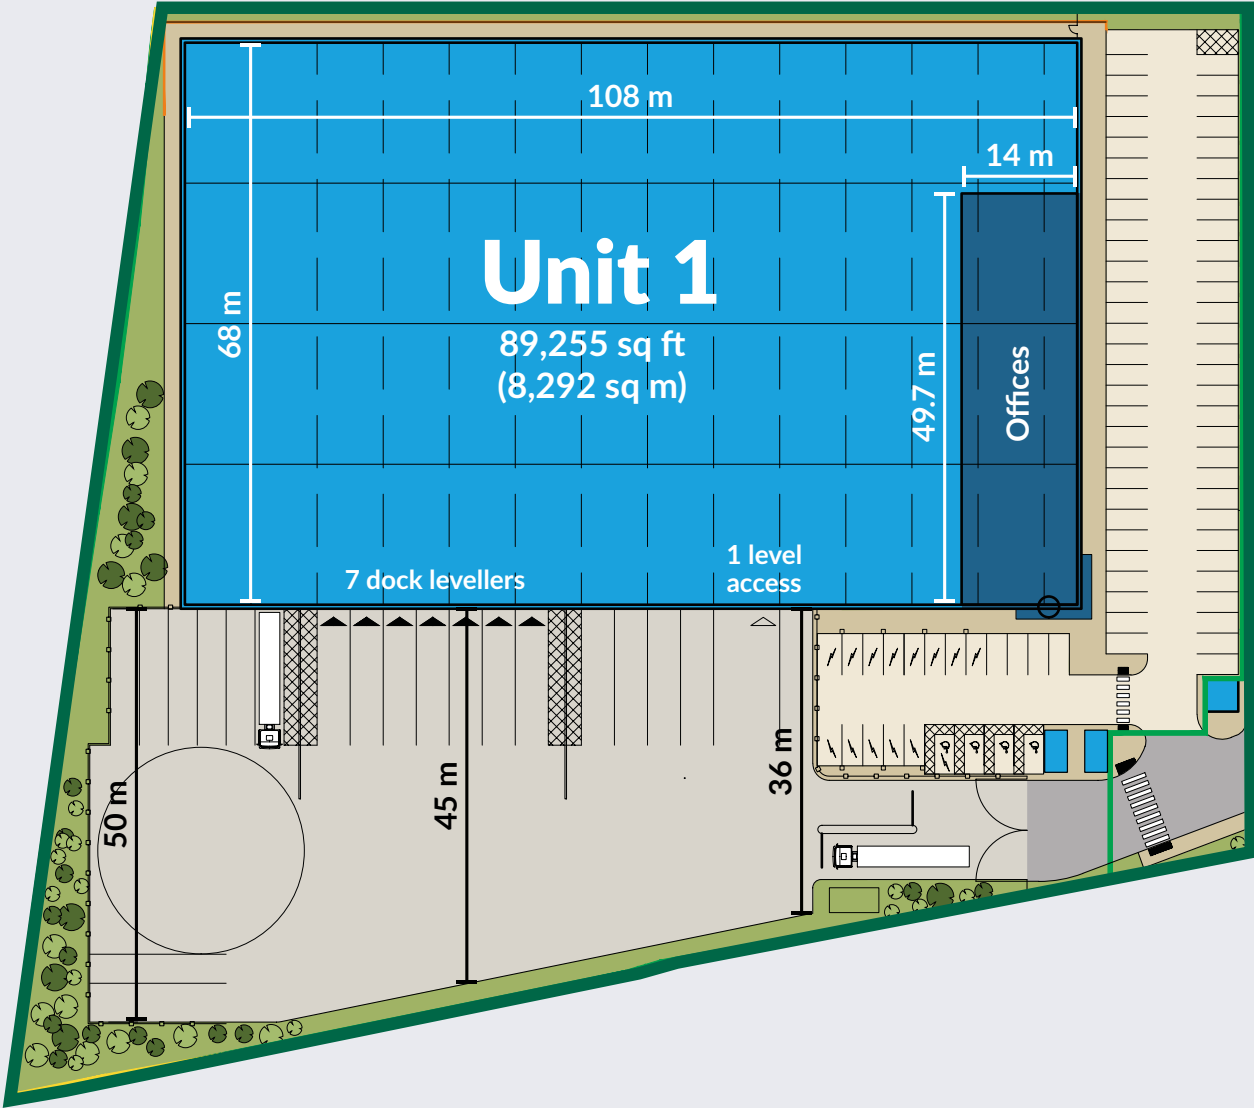 108 m
14 m
Unit 1
89,255 sq ft
(8,292 sq m)
68 m
49.7 m
Offices
7 dock levellers
1 level
access
50 m
45 m
36 m